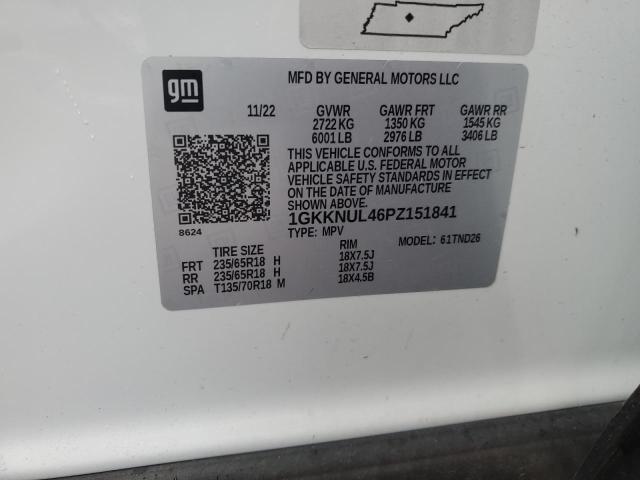 gm
MFD BY GENERAL MOTORS LLC
11/22 GVWR GAWR FRT GAWR RR
2722 KG 1350 KG 1545 KG
6001 LB 2976 LB 3406 LB
THIS VEHICLE CONFORMS TO ALL
APPLICABLE U.S. FEDERAL MOTOR
VEHICLE SAFETY STANDARDS IN EFFECT
ON THE DATE OF MANUFACTURE
SHOWN ABOVE.
1GKKNUL46PZ151841
8624
TYPE: MPV MODEL: 61TND26
TIRE SIZE RIM
FRT 235/65R18 H 18X7.5J
RR 235/65R18 H 18X7.5J
SPA T135/70R18 M 18X4.5B